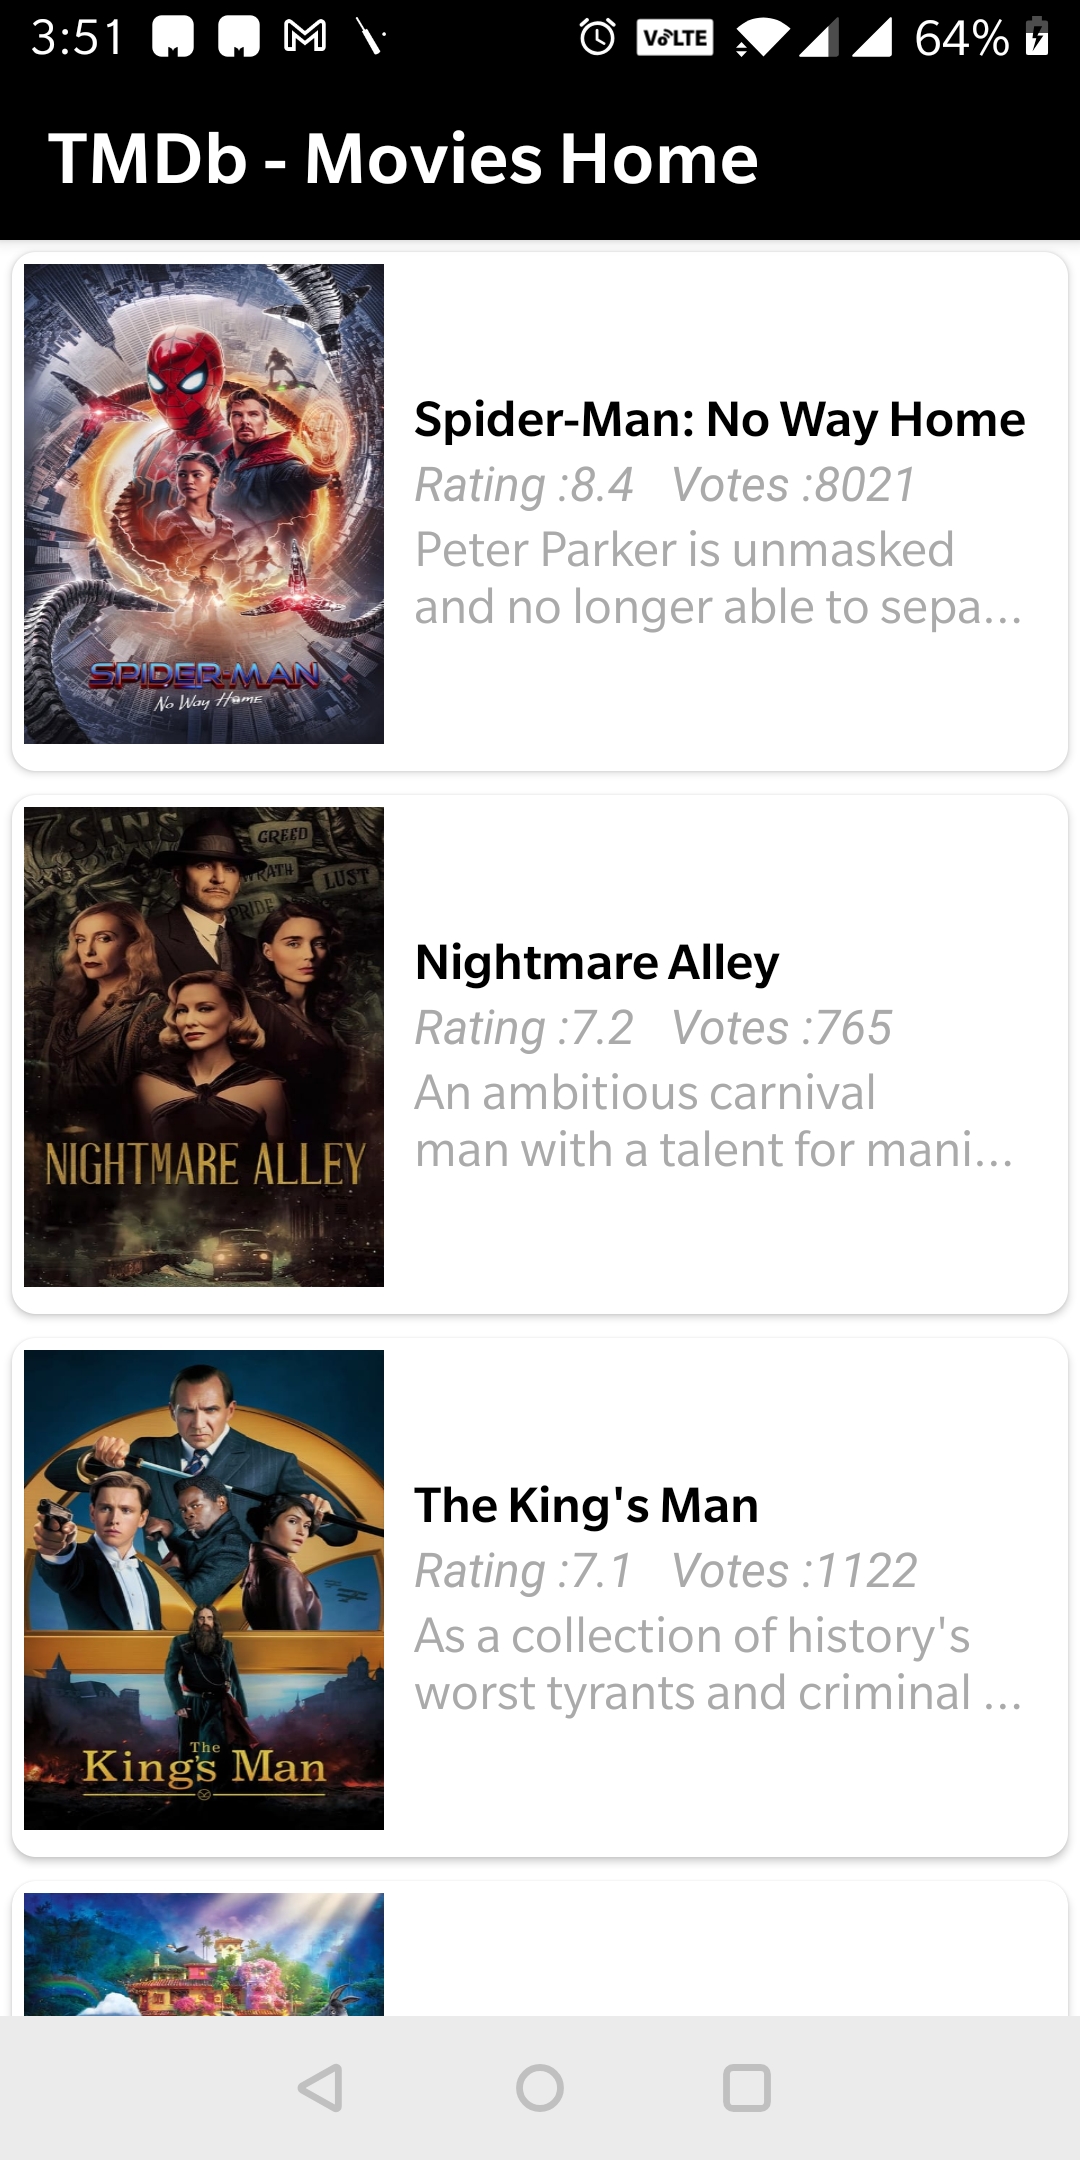 3:51 VoLTE 64%
TMDb - Movies Home
SPIDER-MAN
No Way Home
Spider-Man: No Way Home
Rating :8.4 Votes :8021
Peter Parker is unmasked
and no longer able to sepa...
7 SINS
GREED
WRATH
LUST
PRIDE
NIGHTMARE ALLEY
Nightmare Alley
Rating :7.2 Votes :765
An ambitious carnival
man with a talent for mani...
The
King's Man
The King's Man
Rating :7.1 Votes :1122
As a collection of history's
worst tyrants and criminal ...